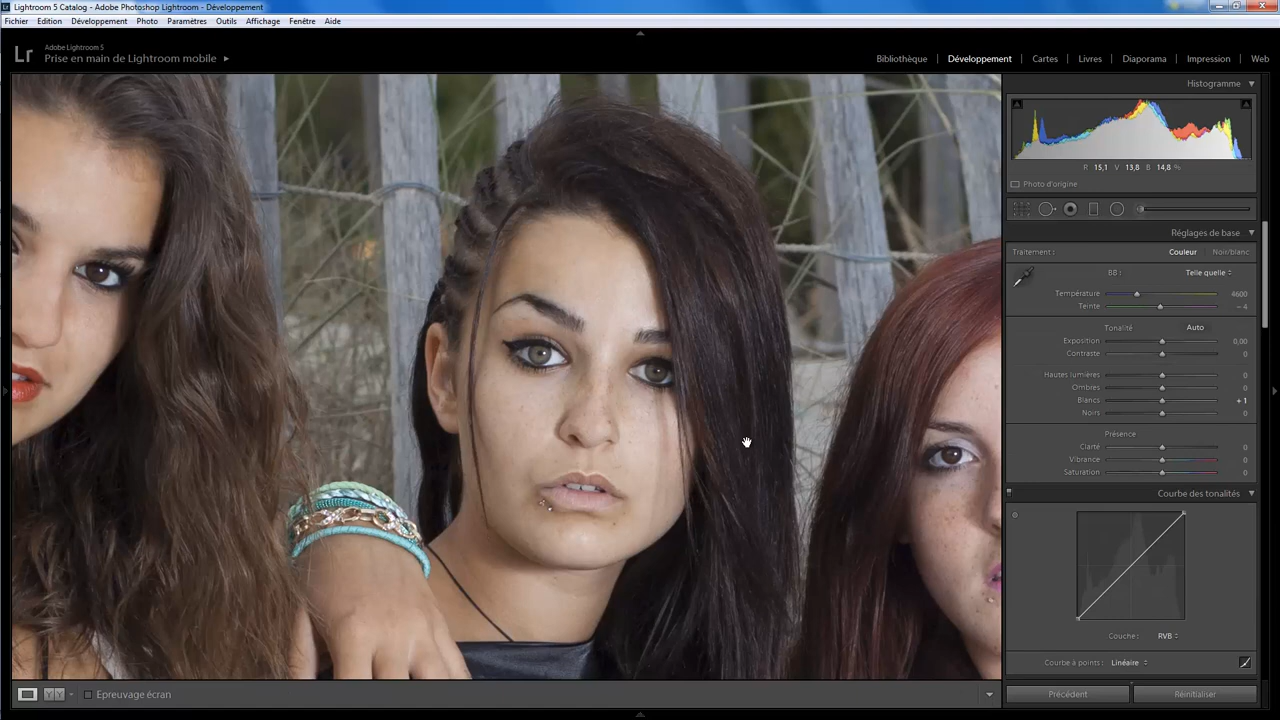 Lightroom 5 Catalog - Adobe Photoshop Lightroom - Développement
Fichier Edition Développement Photo Paramètres Outils Affichage Fenêtre Aide
Lr
Adobe Lightroom 5
Prise en main de Lightroom mobile
Bibliothèque | Développement | Cartes | Livres | Diaporama | Impression | Web
Histogramme
R 15,1 V 13,8 B 14,8 %
Photo d'origine
Réglages de base
Traitement : Couleur Noir/blanc
BB : Telle quelle
Température 4600
Teinte - 4
Tonalité Auto
Exposition 0,00
Contraste 0
Hautes lumières 0
Ombres 0
Blancs + 1
Noirs 0
Présence
Clarté 0
Vibrance 0
Saturation 0
Courbe des tonalités
Couche : RVB
Courbe à points : Linéaire
Y Y
Epreuvage écran
Précédent
Réinitialiser